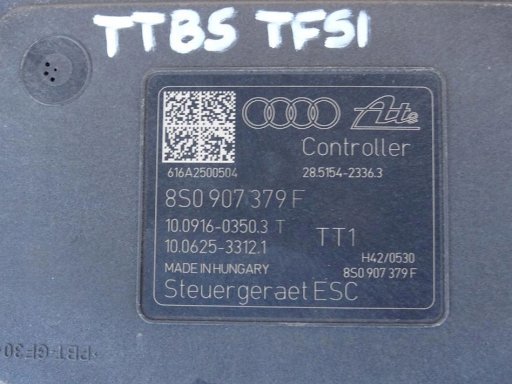 TTBS TFSI
Ate
Controller
616A2500504
28.5154-2336.3
8S0 907 379 F
10.0916-0350.3 T
10.0625-3312.1
TT1
H42/0530
MADE IN HUNGARY
8S0 907 379 F
Steuergeraet ESC